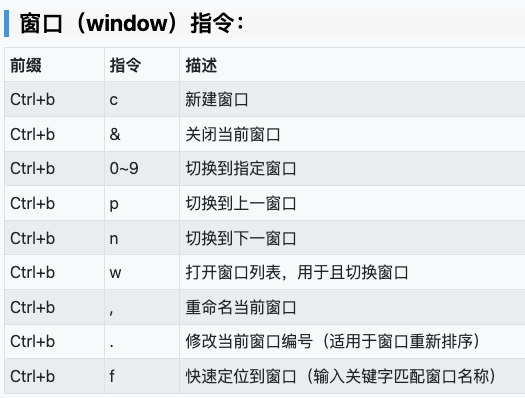 窗口（window）指令：
前缀 指令 描述
Ctrl+b c 新建窗口
Ctrl+b & 关闭当前窗口
Ctrl+b 0~9 切换到指定窗口
Ctrl+b p 切换到上一窗口
Ctrl+b n 切换到下一窗口
Ctrl+b w 打开窗口列表，用于且切换窗口
Ctrl+b , 重命名当前窗口
Ctrl+b . 修改当前窗口编号（适用于窗口重新排序）
Ctrl+b f 快速定位到窗口（输入关键字匹配窗口名称）